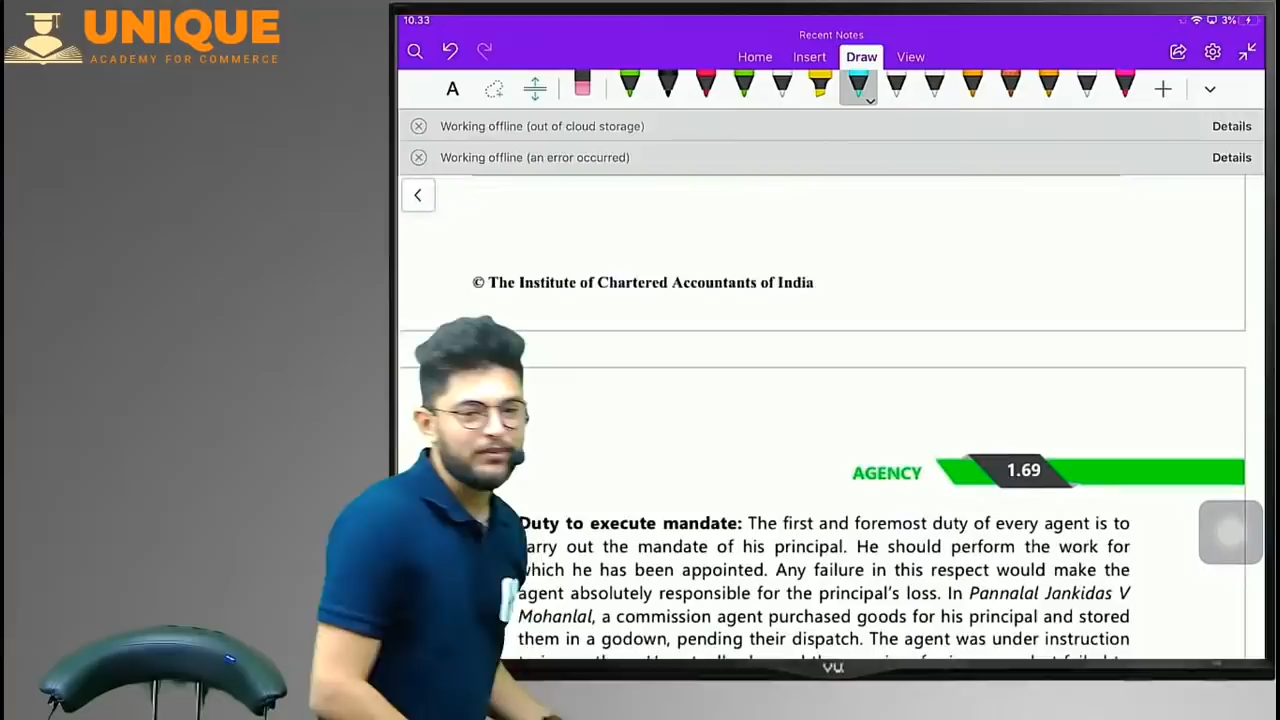 UNIQUE
ACADEMY FOR COMMERCE
10.33
3%
Recent Notes
Home Insert Draw View
A
Working offline (out of cloud storage) Details
Working offline (an error occurred) Details
© The Institute of Chartered Accountants of India
AGENCY 1.69
Duty to execute mandate: The first and foremost duty of every agent is to
arry out the mandate of his principal. He should perform the work for
which he has been appointed. Any failure in this respect would make the
agent absolutely responsible for the principal's loss. In Pannalal Jankidas V
Mohanlal, a commission agent purchased goods for his principal and stored
them in a godown, pending their dispatch. The agent was under instruction
vu